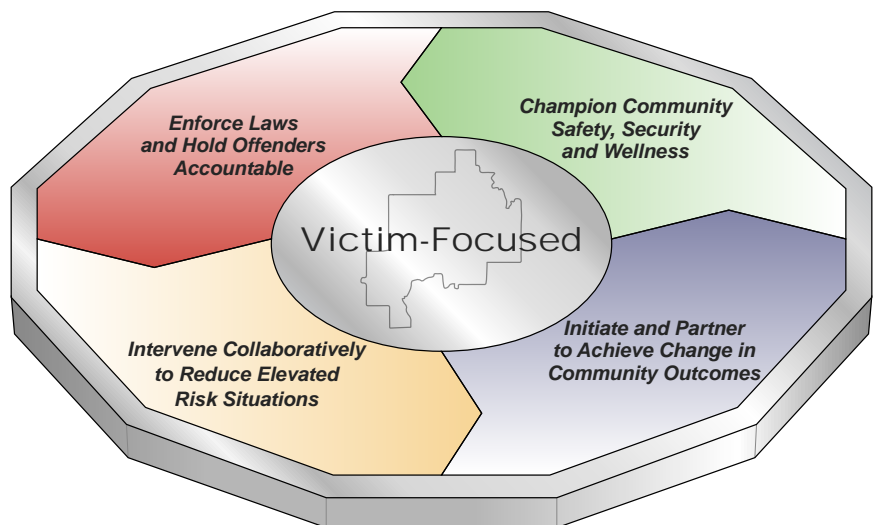 Enforce Laws
and Hold Offenders
Accountable
Champion Community
Safety, Security
and Wellness
Victim-Focused
Intervene Collaboratively
to Reduce Elevated
Risk Situations
Initiate and Partner
to Achieve Change in
Community Outcomes